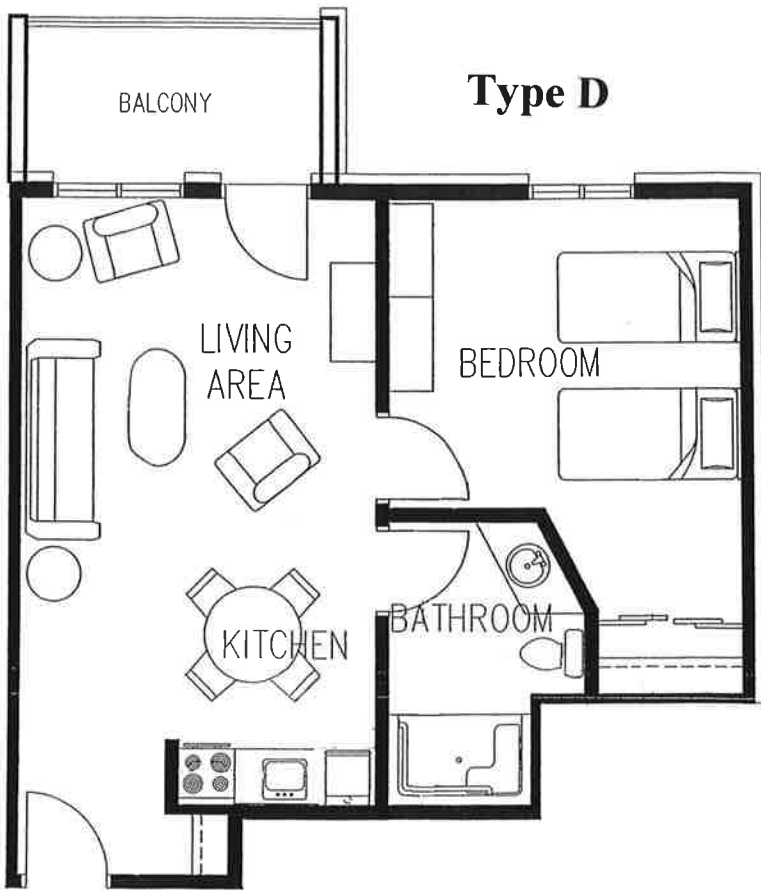 Type D
BALCONY
LIVING
AREA
BEDROOM
BATHROOM
KITCHEN